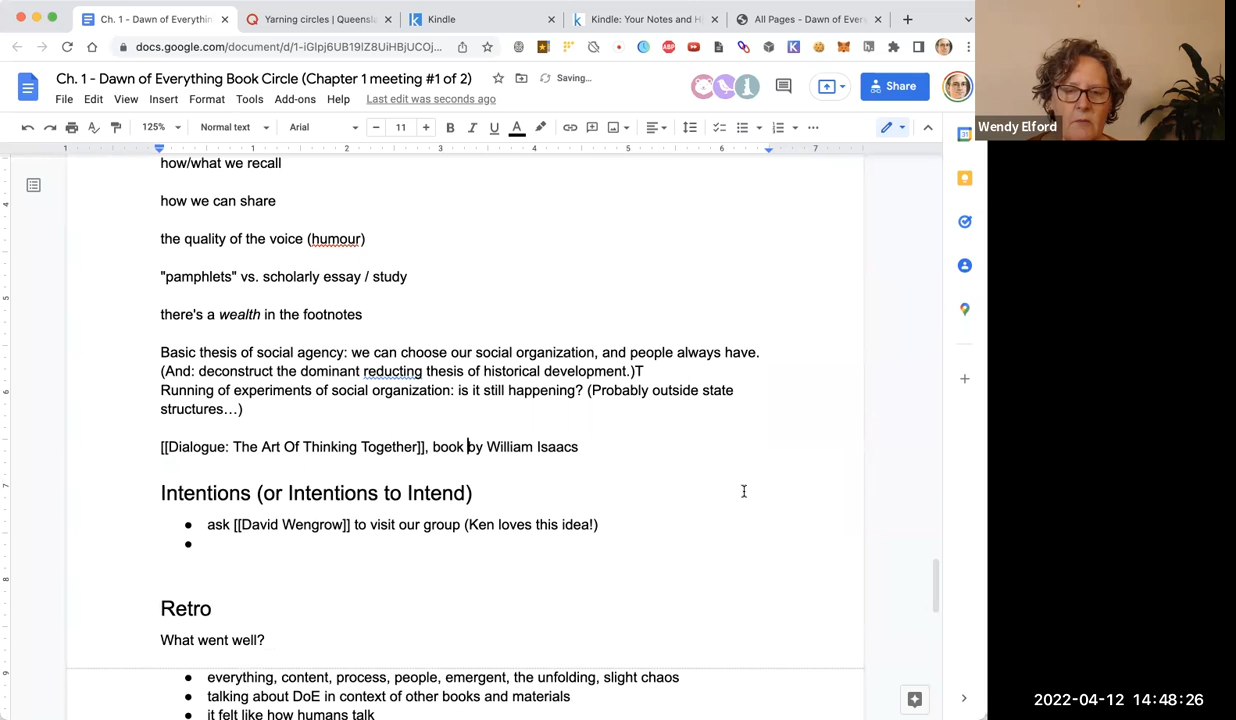 Ch. 1 - Dawn of Everythin
Yarning circles | Queensla
Kindle
Kindle: Your Notes and H
All Pages - Dawn of Ever
docs.google.com/document/d/1-iGlpj6UB19IZ8UiHBjUCOj...
Ch. 1 - Dawn of Everything Book Circle (Chapter 1 meeting #1 of 2)
Saving...
Share
File Edit View Insert Format Tools Add-ons Help Last edit was seconds ago
125% Normal text Arial 11
Wendy Elford
how/what we recall
how we can share
the quality of the voice (humour)
"pamphlets" vs. scholarly essay / study
there's a wealth in the footnotes
Basic thesis of social agency: we can choose our social organization, and people always have.
(And: deconstruct the dominant reducting thesis of historical development.)T
Running of experiments of social organization: is it still happening? (Probably outside state
structures...)
[[Dialogue: The Art Of Thinking Together]], book by William Isaacs
Intentions (or Intentions to Intend)
ask [[David Wengrow]] to visit our group (Ken loves this idea!)
Retro
What went well?
everything, content, process, people, emergent, the unfolding, slight chaos
talking about DoE in context of other books and materials
it felt like how humans talk
2022-04-12 14:48:26